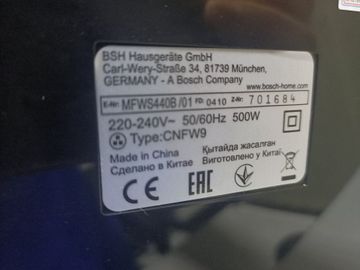 BSH Hausgeräte GmbH
Carl-Wery-Straße 34, 81739 München,
GERMANY - A Bosch Company
www.bosch-home.com
E-Nr. MFWS440B /01 FD: 0410 Z-Nr. 701684
220-240V~ 50/60Hz 500W
Type:CNFW9
Made in China
Сделано в Китае
Қытайда жасалған
Виготовлено у Китаї
CE EAC